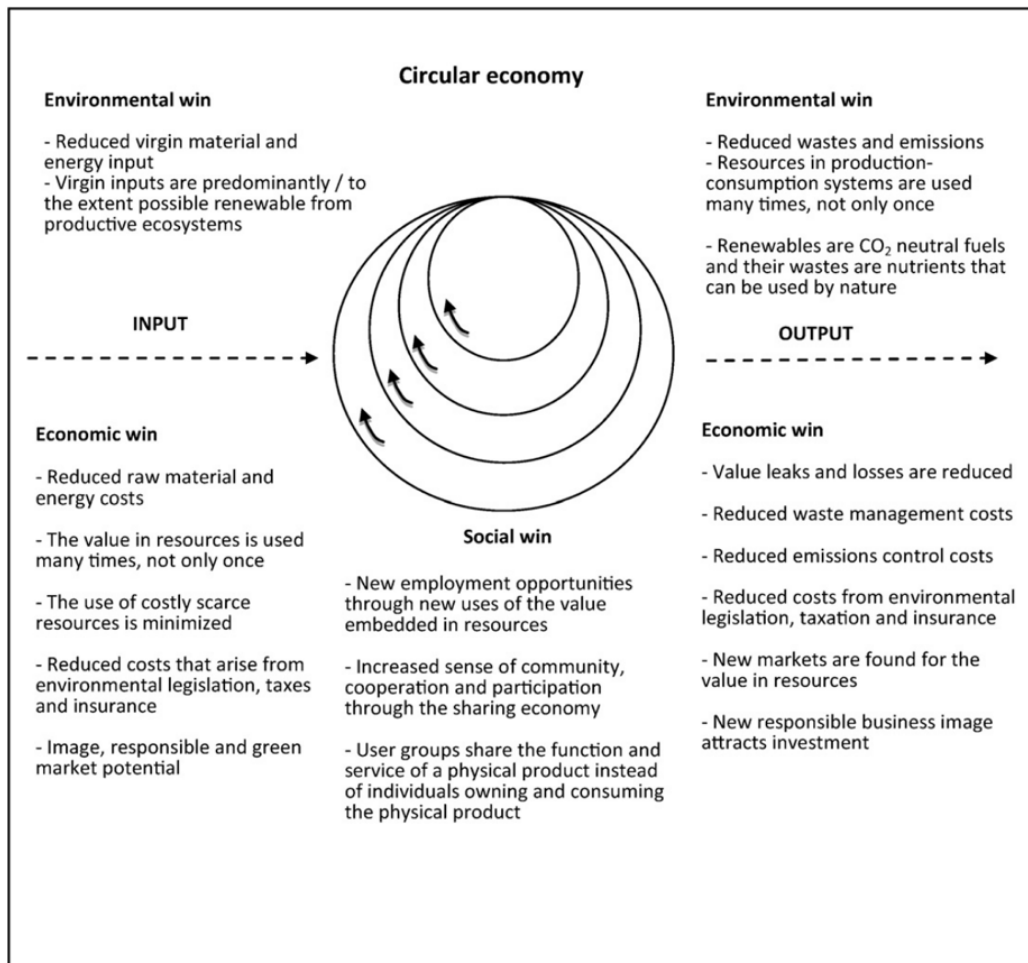 Circular economy
Environmental win
- Reduced virgin material and
energy input
- Virgin inputs are predominantly / to
the extent possible renewable from
productive ecosystems
INPUT
Economic win
- Reduced raw material and
energy costs
- The value in resources is used
many times, not only once
- The use of costly scarce
resources is minimized
- Reduced costs that arise from
environmental legislation, taxes
and insurance
- Image, responsible and green
market potential
Social win
- New employment opportunities
through new uses of the value
embedded in resources
- Increased sense of community,
cooperation and participation
through the sharing economy
- User groups share the function and
service of a physical product instead
of individuals owning and consuming
the physical product
Environmental win
- Reduced wastes and emissions
- Resources in production-
consumption systems are used
many times, not only once
- Renewables are CO₂ neutral fuels
and their wastes are nutrients that
can be used by nature
OUTPUT
Economic win
- Value leaks and losses are reduced
- Reduced waste management costs
- Reduced emissions control costs
- Reduced costs from environmental
legislation, taxation and insurance
- New markets are found for the
value in resources
- New responsible business image
attracts investment